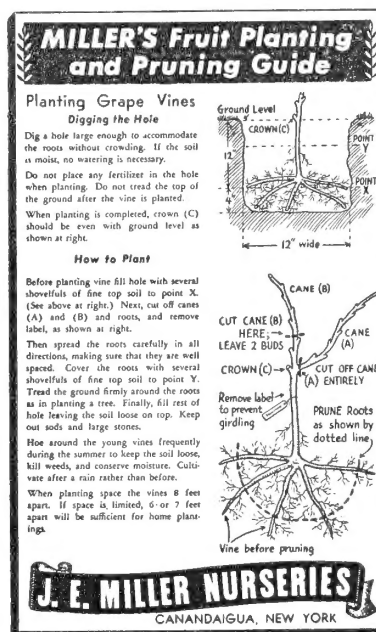 MILLER'S Fruit Planting
and Pruning Guide
Planting Grape Vines
Digging the Hole
Dig a hole large enough to accommodate
the roots without crowding. If the soil
is moist, no watering is necessary.
Do not place any fertilizer in the hole
when planting. Do not tread the top of
the ground after the vine is planted.
When planting is completed, crown (C)
should be even with ground level as
shown at right.
How to Plant
Before planting vine fill hole with several
shovelfuls of fine top soil to point X.
(See above at right.) Next, cut off canes
(A) and (B) and roots, and remove
label, as shown at right.
Then spread the roots carefully in all
directions, making sure that they are well
spaced. Cover the roots with several
shovelfuls of fine top soil to point Y.
Tread the ground firmly around the roots
as in planting a tree. Finally, fill rest of
hole leaving the soil loose on top. Keep
out sods and large stones.
Hoe around the young vines frequently
during the summer to keep the soil loose,
kill weeds, and conserve moisture. Culti-
vate after a rain rather than before.
When planting space the vines 8 feet
apart. If space is limited, 6 or 7 feet
apart will be sufficient for home plant-
ings.
Ground Level
CROWN(C)
POINT
Y
12"
POINT
X
4"
12" wide
CANE (B)
CUT CANE (B)
HERE,
LEAVE 2 BUDS
CANE
(A)
CROWN (C)
CUT OFF CANE
(A) ENTIRELY
Remove label
to prevent
girdling
PRUNE Roots
as shown by
dotted line
Vine before pruning
J. E. MILLER NURSERIES
CANANDAIGUA, NEW YORK